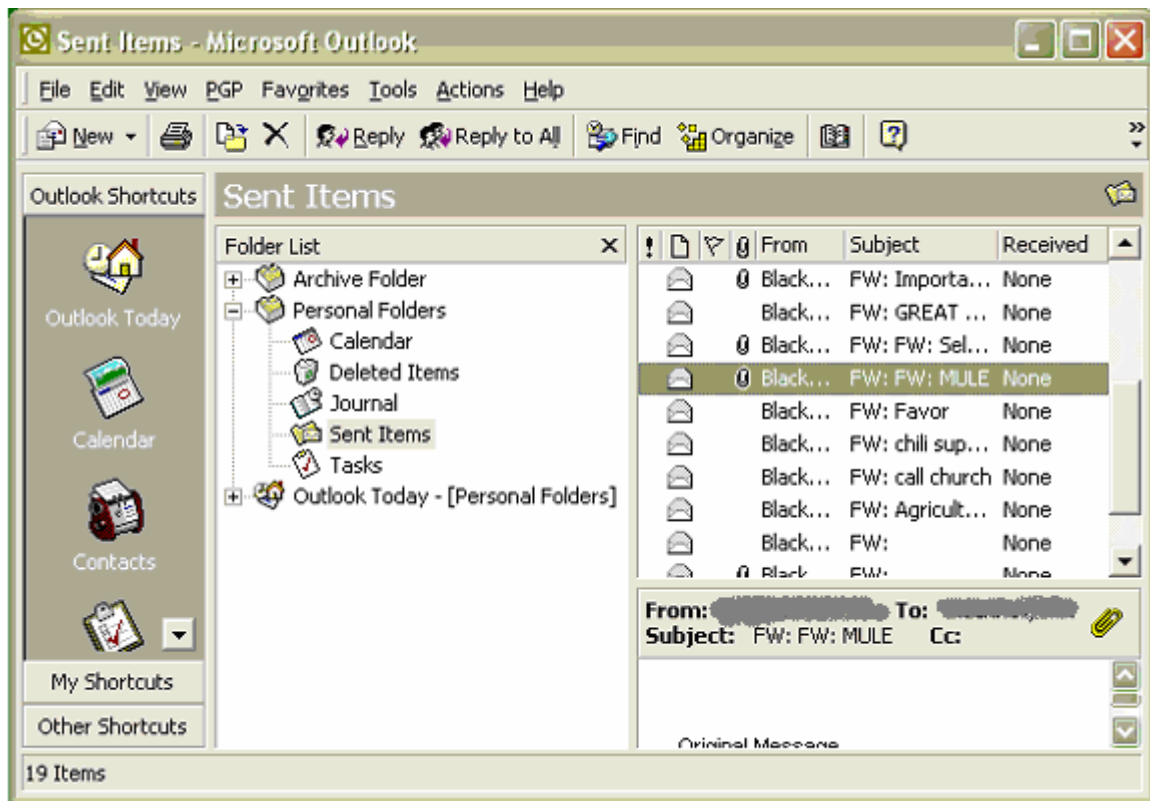 Sent Items - Microsoft Outlook
File Edit View PGP Favorites Tools Actions Help
New Reply Reply to All Find Organize
Outlook Shortcuts
Outlook Today
Calendar
Contacts
My Shortcuts
Other Shortcuts
Sent Items
Folder List
Archive Folder
Personal Folders
Calendar
Deleted Items
Journal
Sent Items
Tasks
Outlook Today - [Personal Folders]
! From Subject Received
Black... FW: Importa... None
Black... FW: GREAT ... None
Black... FW: FW: Sel... None
Black... FW: FW: MULE None
Black... FW: Favor None
Black... FW: chili sup... None
Black... FW: call church None
Black... FW: Agricult... None
Black... FW: None
Black FW: None
From: To:
Subject: FW: FW: MULE Cc:
Original Message
19 Items